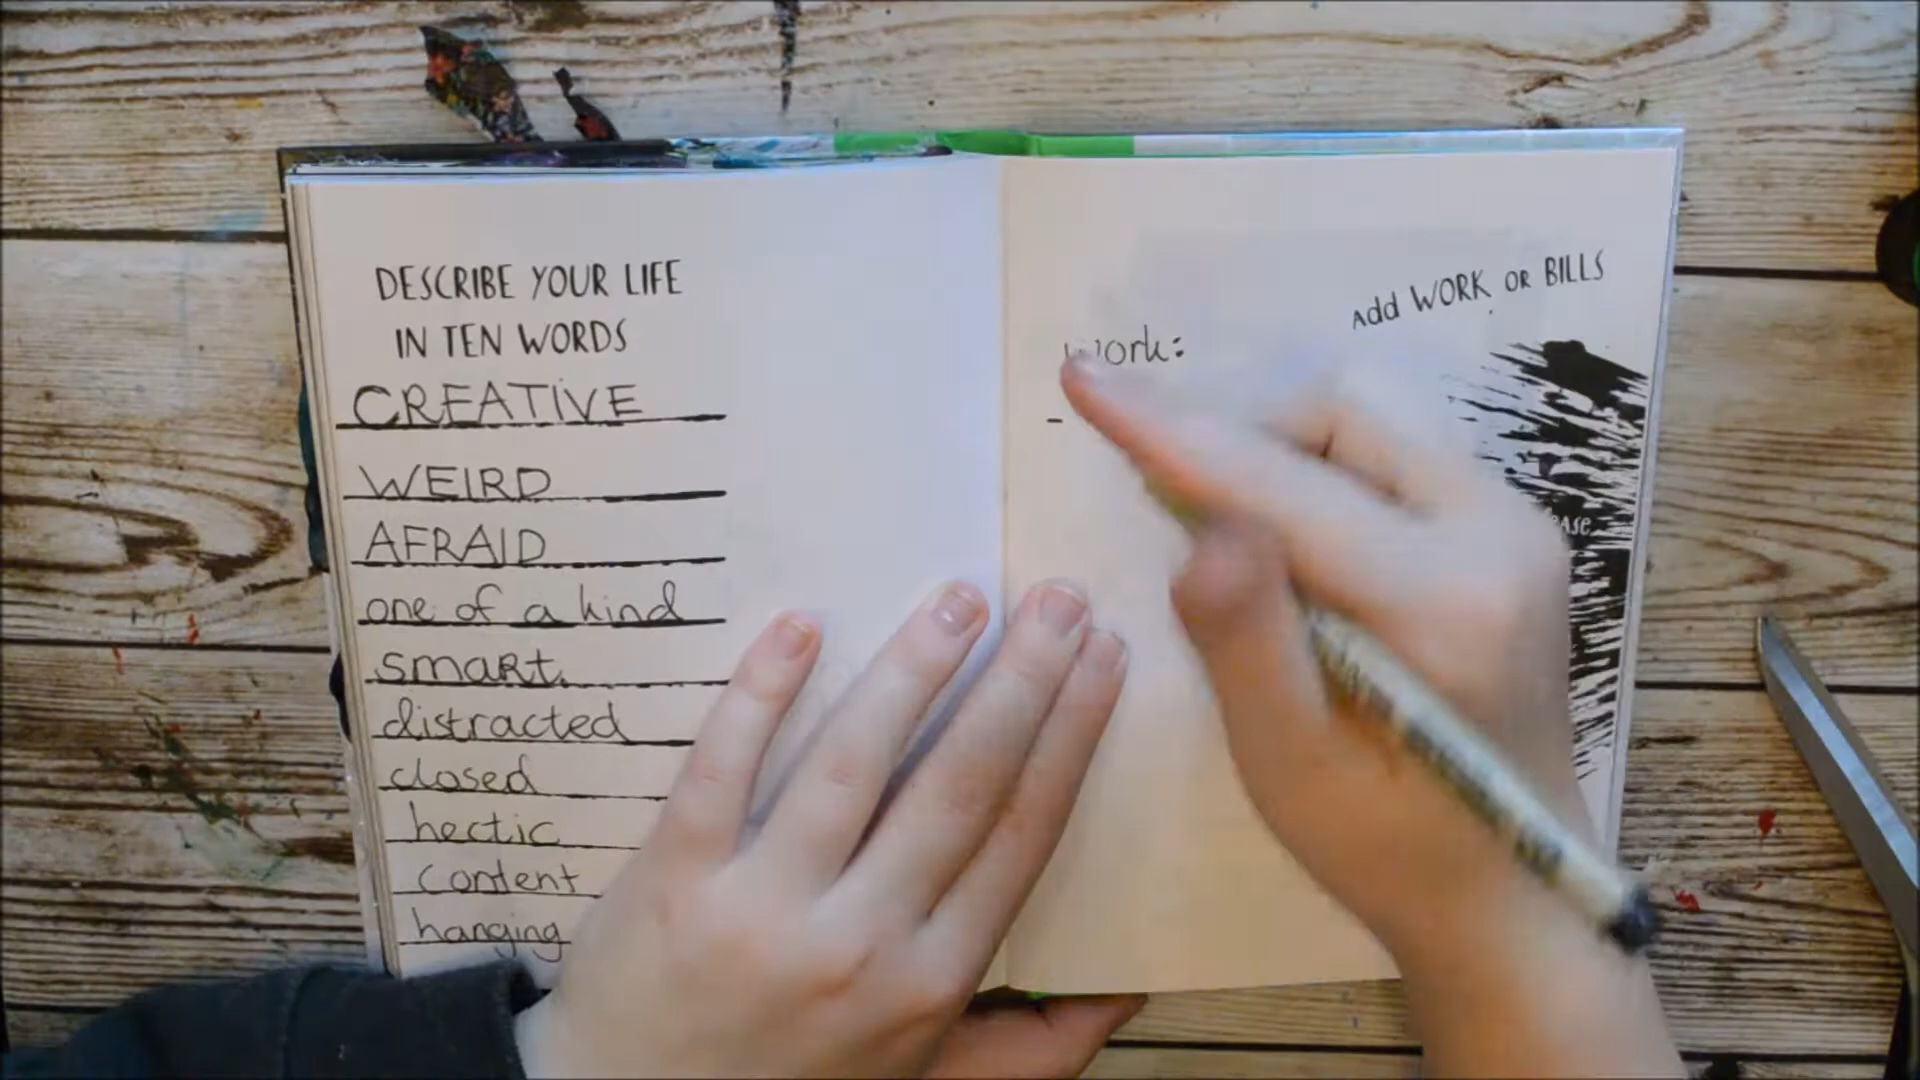 DESCRIBE YOUR LIFE
IN TEN WORDS
CREATIVE
WEIRD
AFRAID
one of a kind
smart.
distracted
closed
hectic
content
hanging
Add WORK OR BILLS
Work:
-